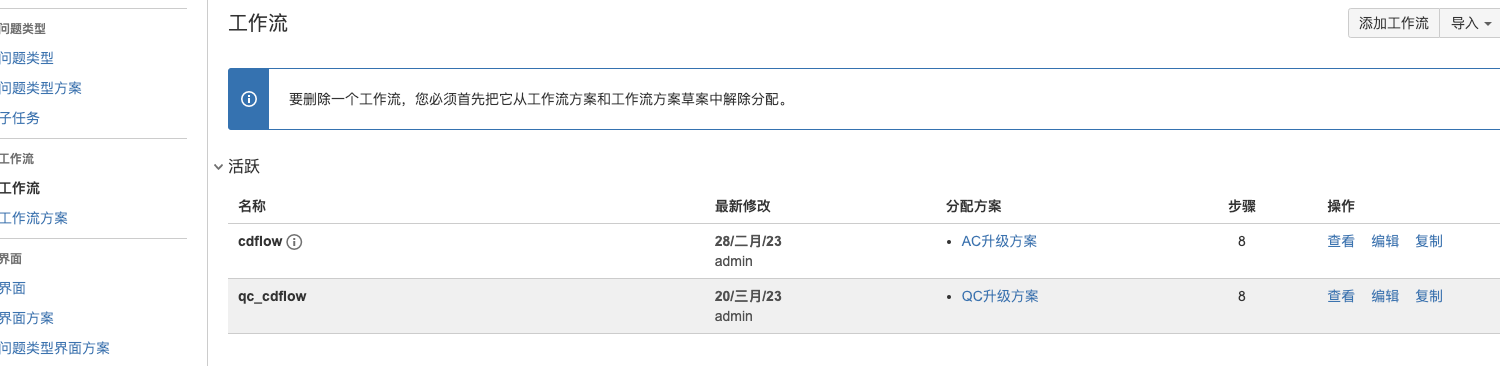 问题类型
问题类型
问题类型方案
子任务
工作流
工作流
工作流方案
界面
界面
界面方案
问题类型界面方案
工作流
添加工作流 导入
要删除一个工作流，您必须首先把它从工作流方案和工作流方案草案中解除分配。
活跃
名称 最新修改 分配方案 步骤 操作
cdflow 28/二月/23 AC升级方案 8 查看 编辑 复制
admin
qc_cdflow 20/三月/23 QC升级方案 8 查看 编辑 复制
admin